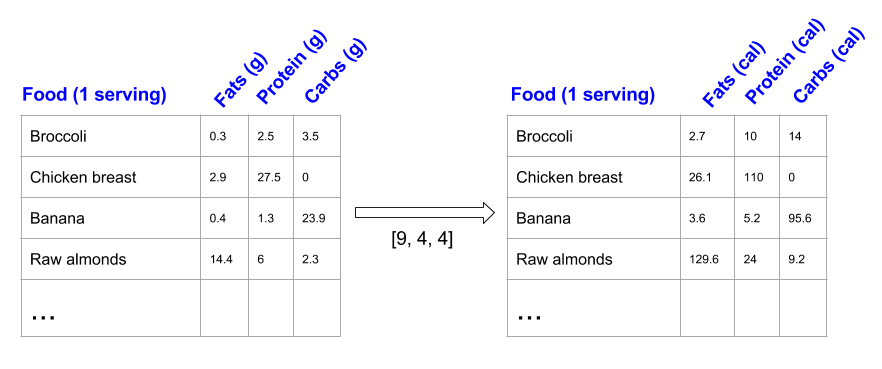 Food (1 serving) Fats (g) Protein (g) Carbs (g)
Broccoli 0.3 2.5 3.5
Chicken breast 2.9 27.5 0
Banana 0.4 1.3 23.9
Raw almonds 14.4 6 2.3
...
[9, 4, 4]
Food (1 serving) Fats (cal) Protein (cal) Carbs (cal)
Broccoli 2.7 10 14
Chicken breast 26.1 110 0
Banana 3.6 5.2 95.6
Raw almonds 129.6 24 9.2
...